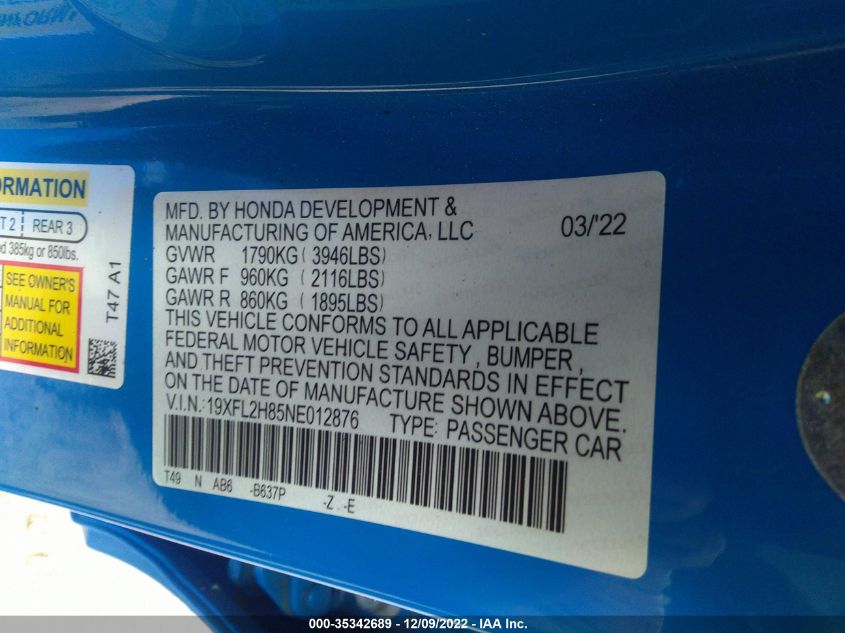 ORMATION
T 2 REAR 3
d 385kg or 850lbs.
SEE OWNER'S
MANUAL FOR
ADDITIONAL
INFORMATION
T47 A1
MFD. BY HONDA DEVELOPMENT &
MANUFACTURING OF AMERICA, LLC 03/'22
GVWR 1790KG ( 3946LBS)
GAWR F 960KG ( 2116LBS)
GAWR R 860KG ( 1895LBS)
THIS VEHICLE CONFORMS TO ALL APPLICABLE
FEDERAL MOTOR VEHICLE SAFETY , BUMPER ,
AND THEFT PREVENTION STANDARDS IN EFFECT
ON THE DATE OF MANUFACTURE SHOWN ABOVE.
V.I.N.: 19XFL2H85NE012876 TYPE: PASSENGER CAR
T49 N AB6 -B637P -Z . -E
000-35342689 - 12/09/2022 - IAA Inc.